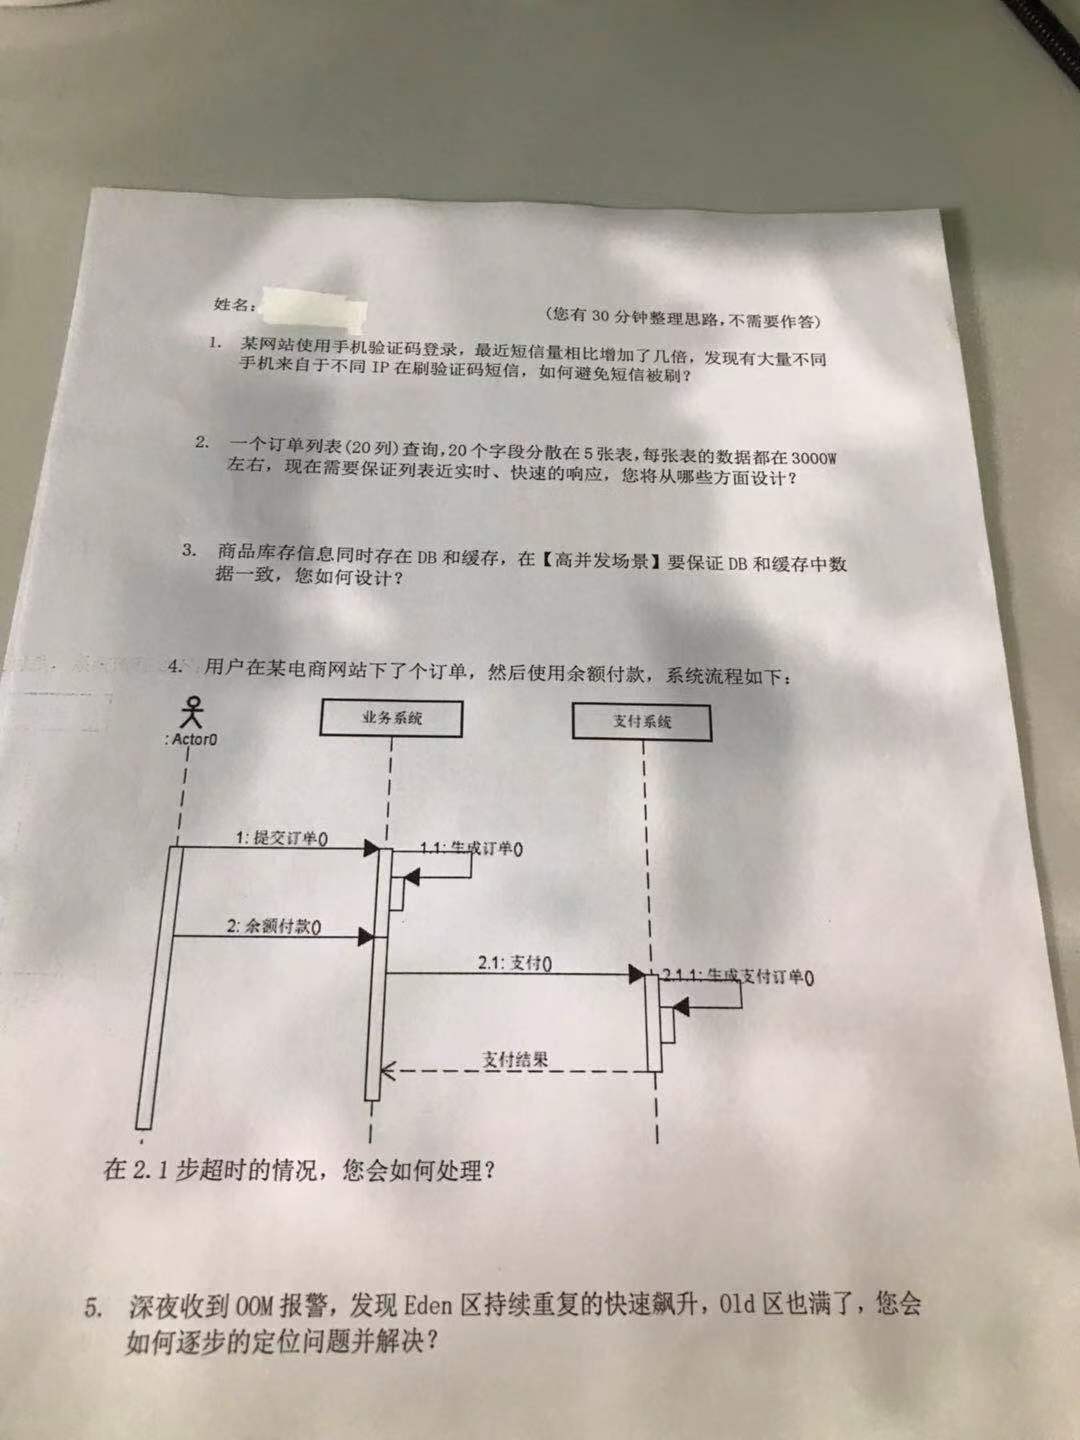 姓名：
(您有 30 分钟整理思路，不需要作答)
1. 某网站使用手机验证码登录，最近短信量相比增加了几倍，发现有大量不同
手机来自于不同 IP 在刷验证码短信，如何避免短信被刷？
2. 一个订单列表(20 列)查询，20 个字段分散在 5 张表，每张表的数据都在 3000W
左右，现在需要保证列表近实时、快速的响应，您将从哪些方面设计？
3. 商品库存信息同时存在 DB 和缓存，在【高并发场景】要保证 DB 和缓存中数
据一致，您如何设计？
4. 用户在某电商网站下了个订单，然后使用余额付款，系统流程如下：
: Actor0
业务系统
支付系统
1: 提交订单()
1.1: 生成订单()
2: 余额付款()
2.1: 支付()
2.1.1: 生成支付订单()
支付结果
在 2.1 步超时的情况，您会如何处理？
5. 深夜收到 OOM 报警，发现 Eden 区持续重复的快速飙升，Old 区也满了，您会
如何逐步的定位问题并解决？